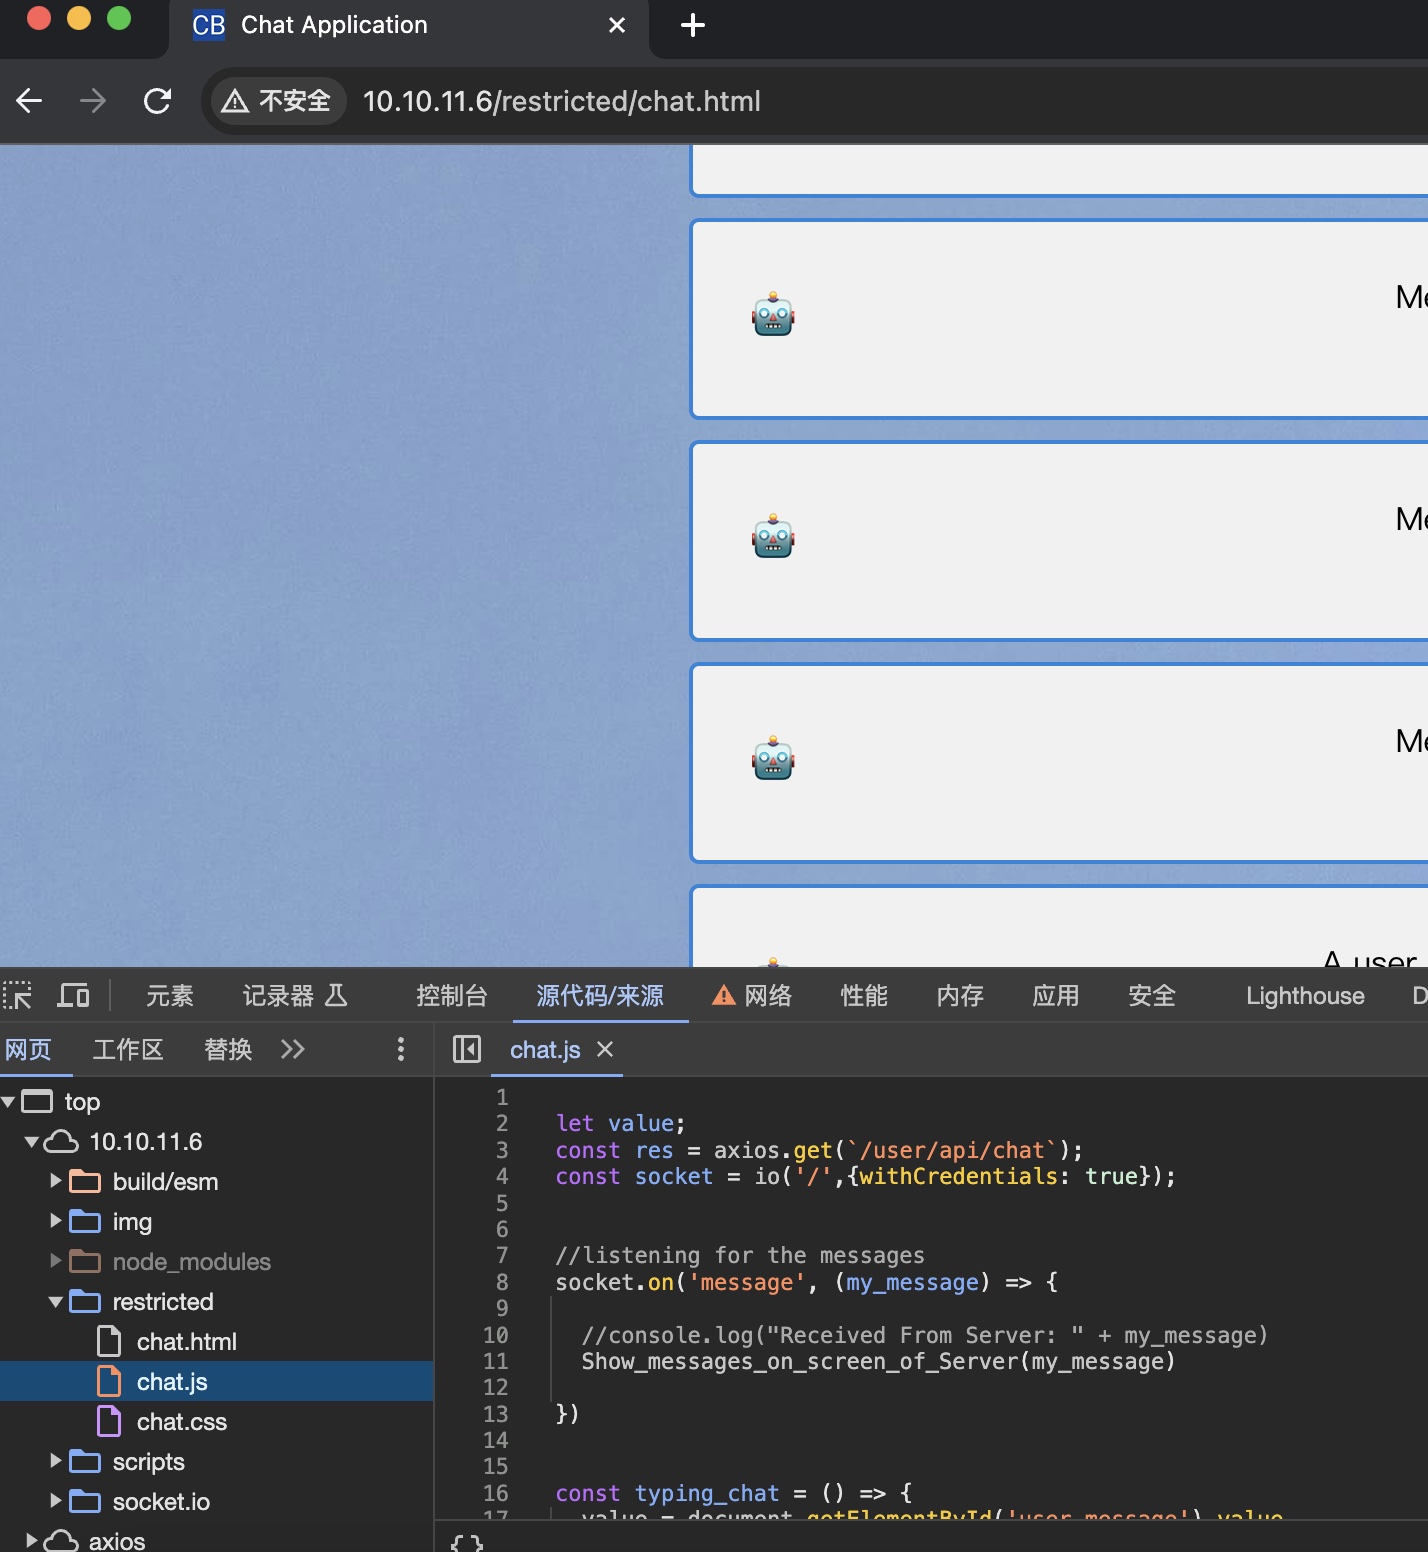 CB Chat Application
不安全 10.10.11.6/restricted/chat.html
A user
元素 记录器 控制台 源代码/来源 网络 性能 内存 应用 安全 Lighthouse
网页 工作区 替换 chat.js
top
10.10.11.6
build/esm
img
node_modules
restricted
chat.html
chat.js
chat.css
scripts
socket.io
axios
1
2 let value;
3 const res = axios.get(`/user/api/chat`);
4 const socket = io('/',{withCredentials: true});
5
6
7 //listening for the messages
8 socket.on('message', (my_message) => {
9
10 //console.log("Received From Server: " + my_message)
11 Show_messages_on_screen_of_Server(my_message)
12
13 })
14
15
16 const typing_chat = () => {
17 value = document.getElementById('user_message').value
{}